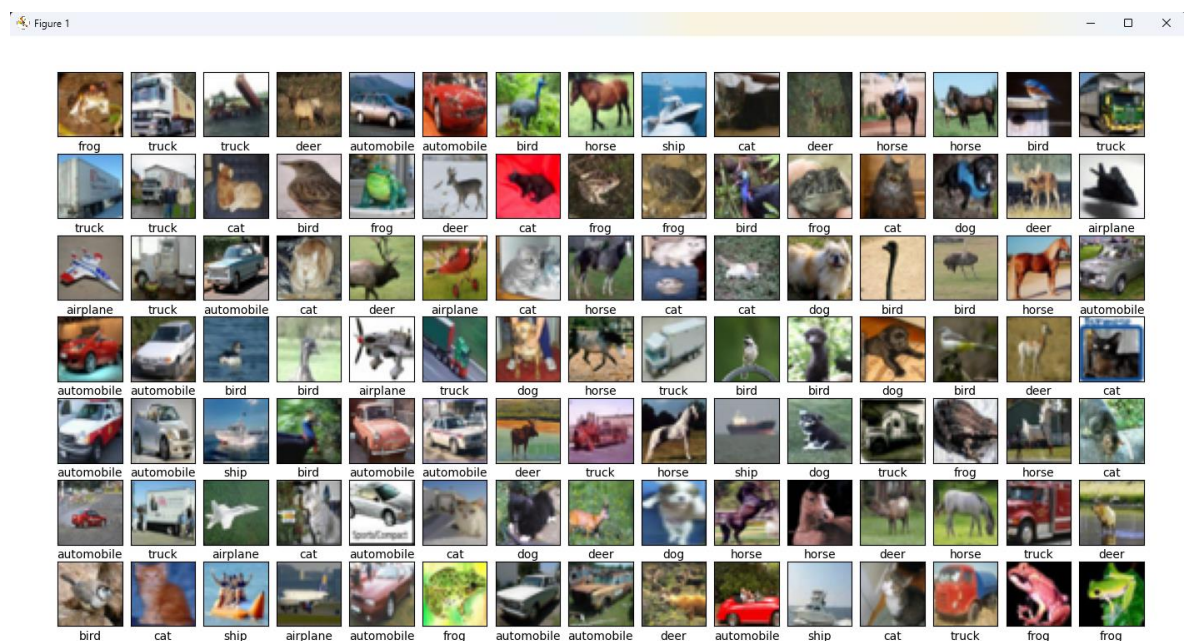 Figure 1
frog truck truck deer automobile automobile bird horse ship cat deer horse horse bird truck
truck truck cat bird frog deer cat frog frog bird frog cat dog deer airplane
airplane truck automobile cat deer airplane cat horse cat cat dog bird bird horse automobile
automobile automobile bird bird airplane truck dog horse truck bird bird dog bird deer cat
automobile automobile ship bird automobile automobile deer truck horse ship dog truck frog horse cat
Sports/Compact
automobile truck airplane cat automobile cat dog deer dog horse horse deer horse truck deer
bird cat ship airplane automobile frog automobile automobile deer automobile ship cat truck frog frog